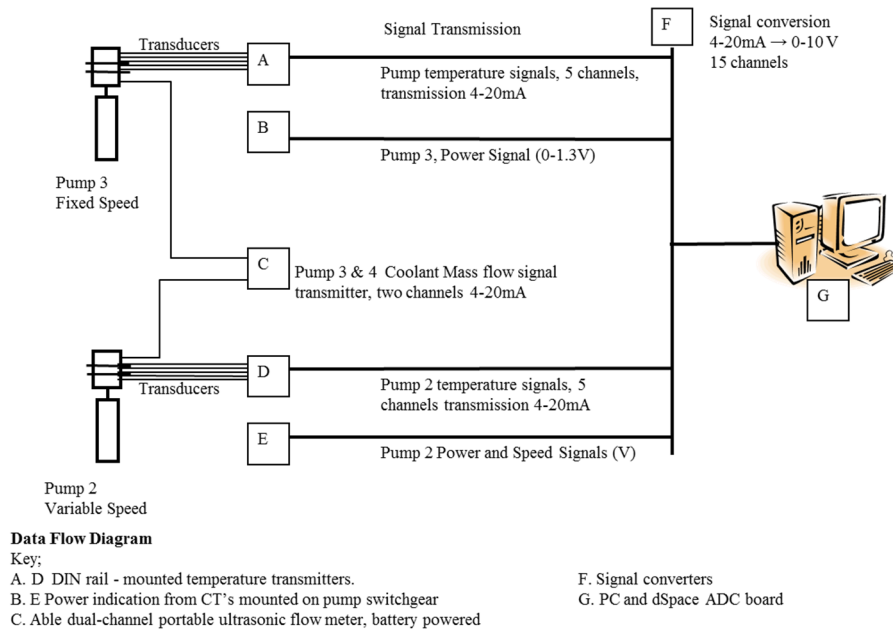 Signal Transmission
F
Signal conversion
4-20mA → 0-10 V
15 channels
Transducers
A
Pump temperature signals, 5 channels,
transmission 4-20mA
B
Pump 3, Power Signal (0-1.3V)
Pump 3
Fixed Speed
C
Pump 3 & 4 Coolant Mass flow signal
transmitter, two channels 4-20mA
G
D
Transducers
Pump 2 temperature signals, 5
channels transmission 4-20mA
E
Pump 2 Power and Speed Signals (V)
Pump 2
Variable Speed
Data Flow Diagram
Key;
A. D DIN rail - mounted temperature transmitters.
B. E Power indication from CT's mounted on pump switchgear
C. Able dual-channel portable ultrasonic flow meter, battery powered
F. Signal converters
G. PC and dSpace ADC board